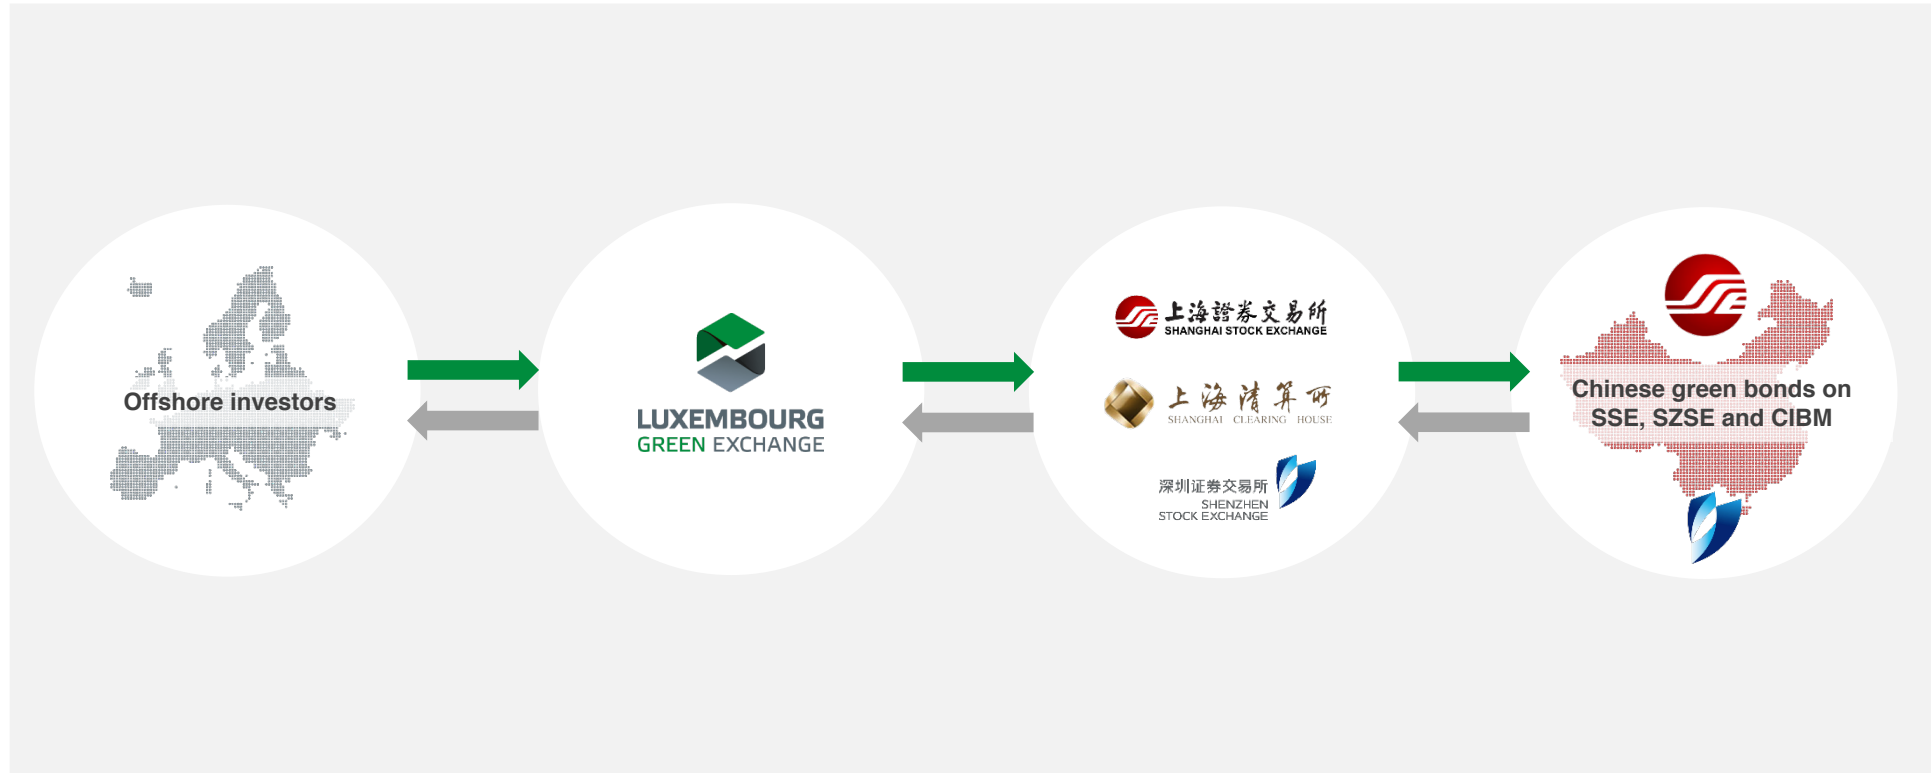 Offshore investors
LUXEMBOURG
GREEN EXCHANGE
上海證券交易所
SHANGHAI STOCK EXCHANGE
上海清算所
SHANGHAI CLEARING HOUSE
深圳证券交易所
SHENZHEN
STOCK EXCHANGE
Chinese green bonds on
SSE, SZSE and CIBM